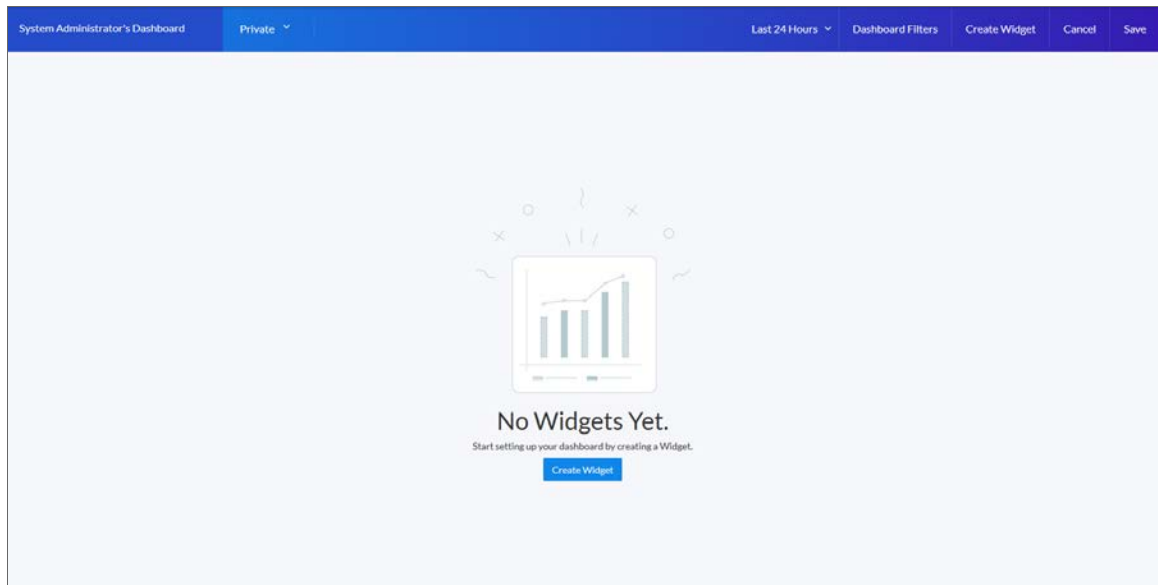 System Administrator's Dashboard
Private
Last 24 Hours
Dashboard Filters
Create Widget
Cancel
Save
No Widgets Yet.
Start setting up your dashboard by creating a Widget.
Create Widget